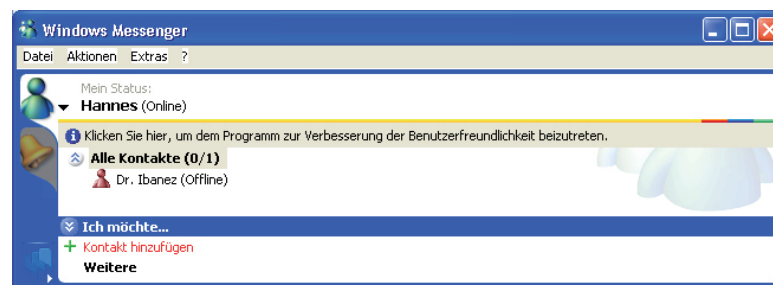 Windows Messenger
Datei Aktionen Extras ?
Mein Status:
Hannes (Online)
Klicken Sie hier, um dem Programm zur Verbesserung der Benutzerfreundlichkeit beizutreten.
Alle Kontakte (0/1)
Dr. Ibanez (Offline)
Ich möchte...
Kontakt hinzufügen
Weitere